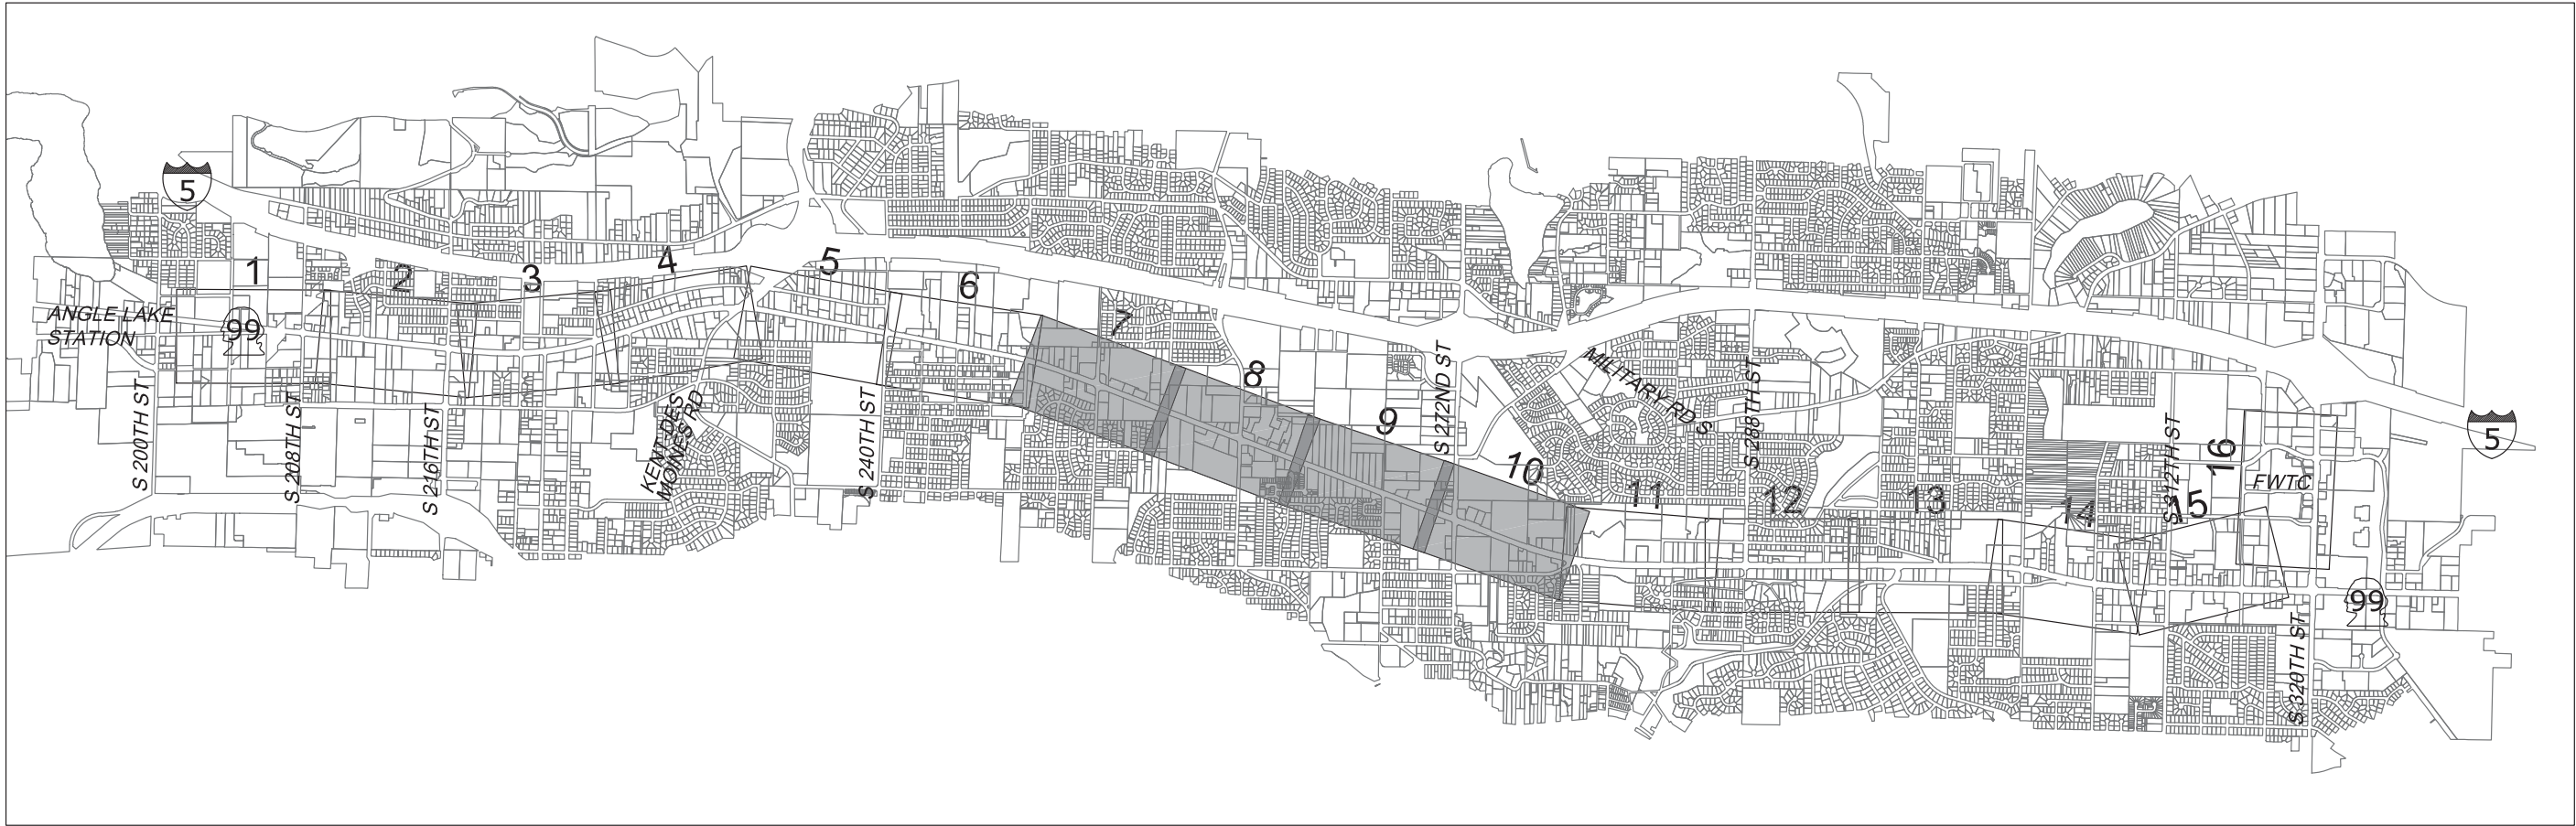 5
1
2
3
4
5
6
7
8
9
10
11
12
13
14
15
16
ANGLE LAKE
STATION
99
S 200TH ST
S 208TH ST
S 216TH ST
KENT-DES
MOINES RD
S 240TH ST
S 272ND ST
MILITARY RD S
S 288TH ST
S 312TH ST
FWTC
S 320TH ST
99
5